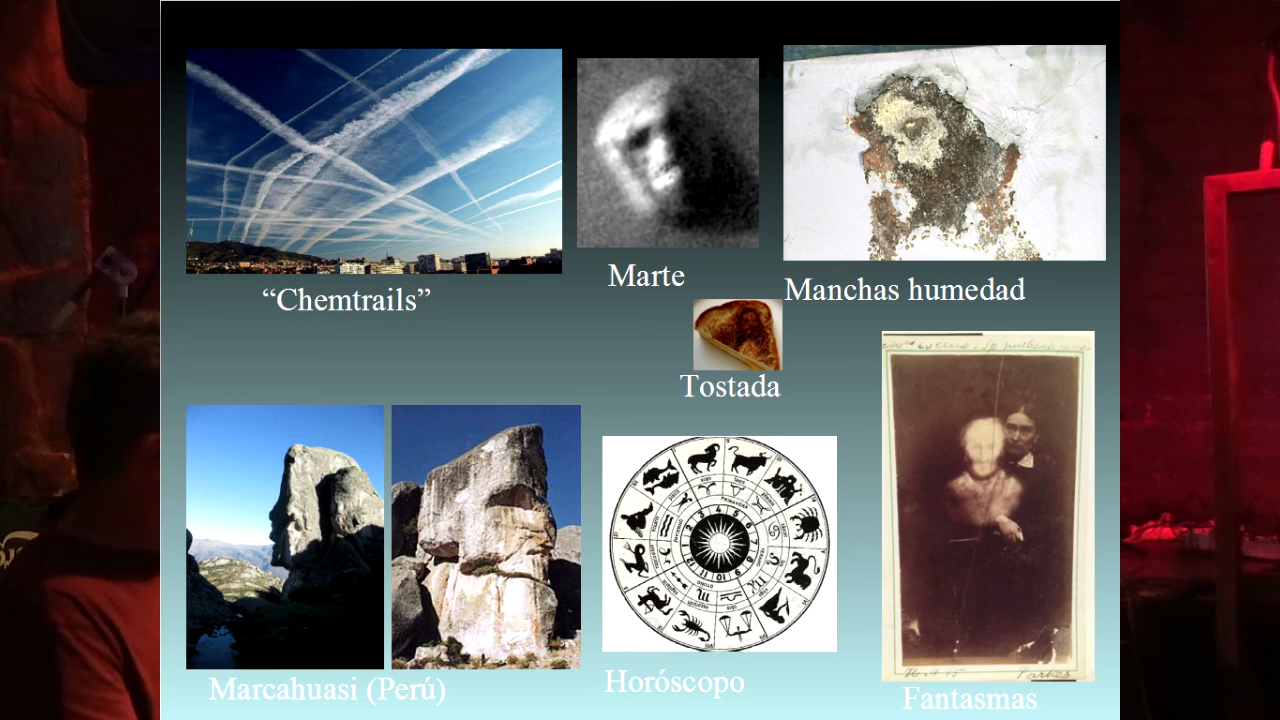 “Chemtrails”
Marte
Manchas humedad
Tostada
Marcahuasi (Perú)
Horóscopo
Fantasmas